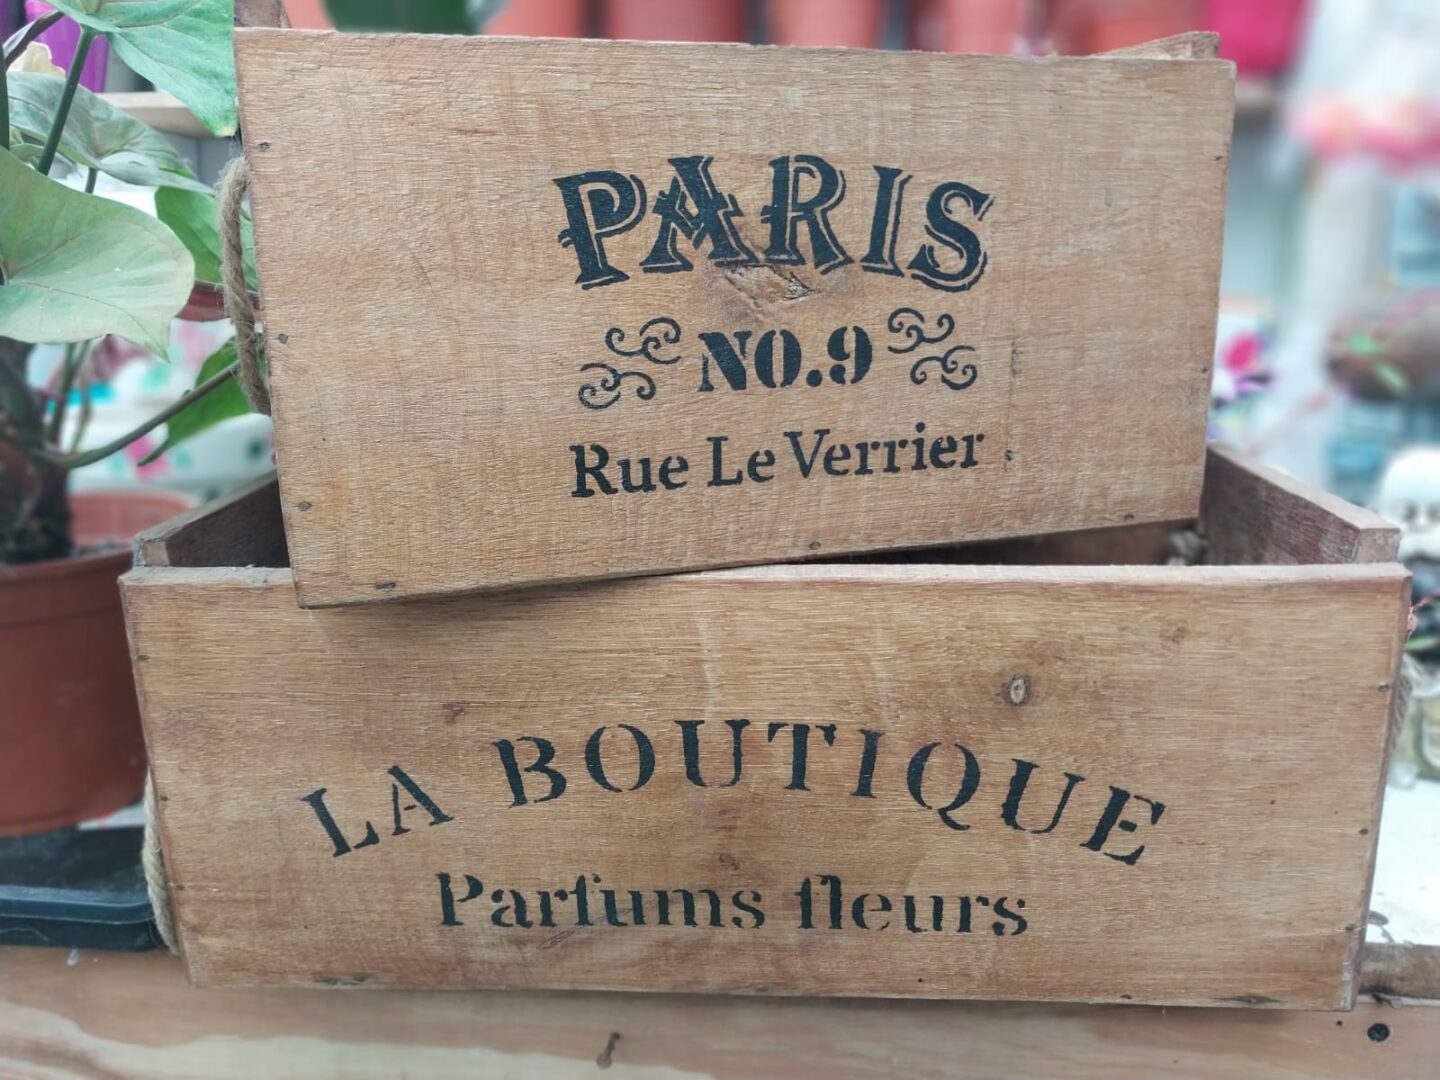 PARIS
NO.9
Rue Le Verrier
LA BOUTIQUE
Parfums fleurs